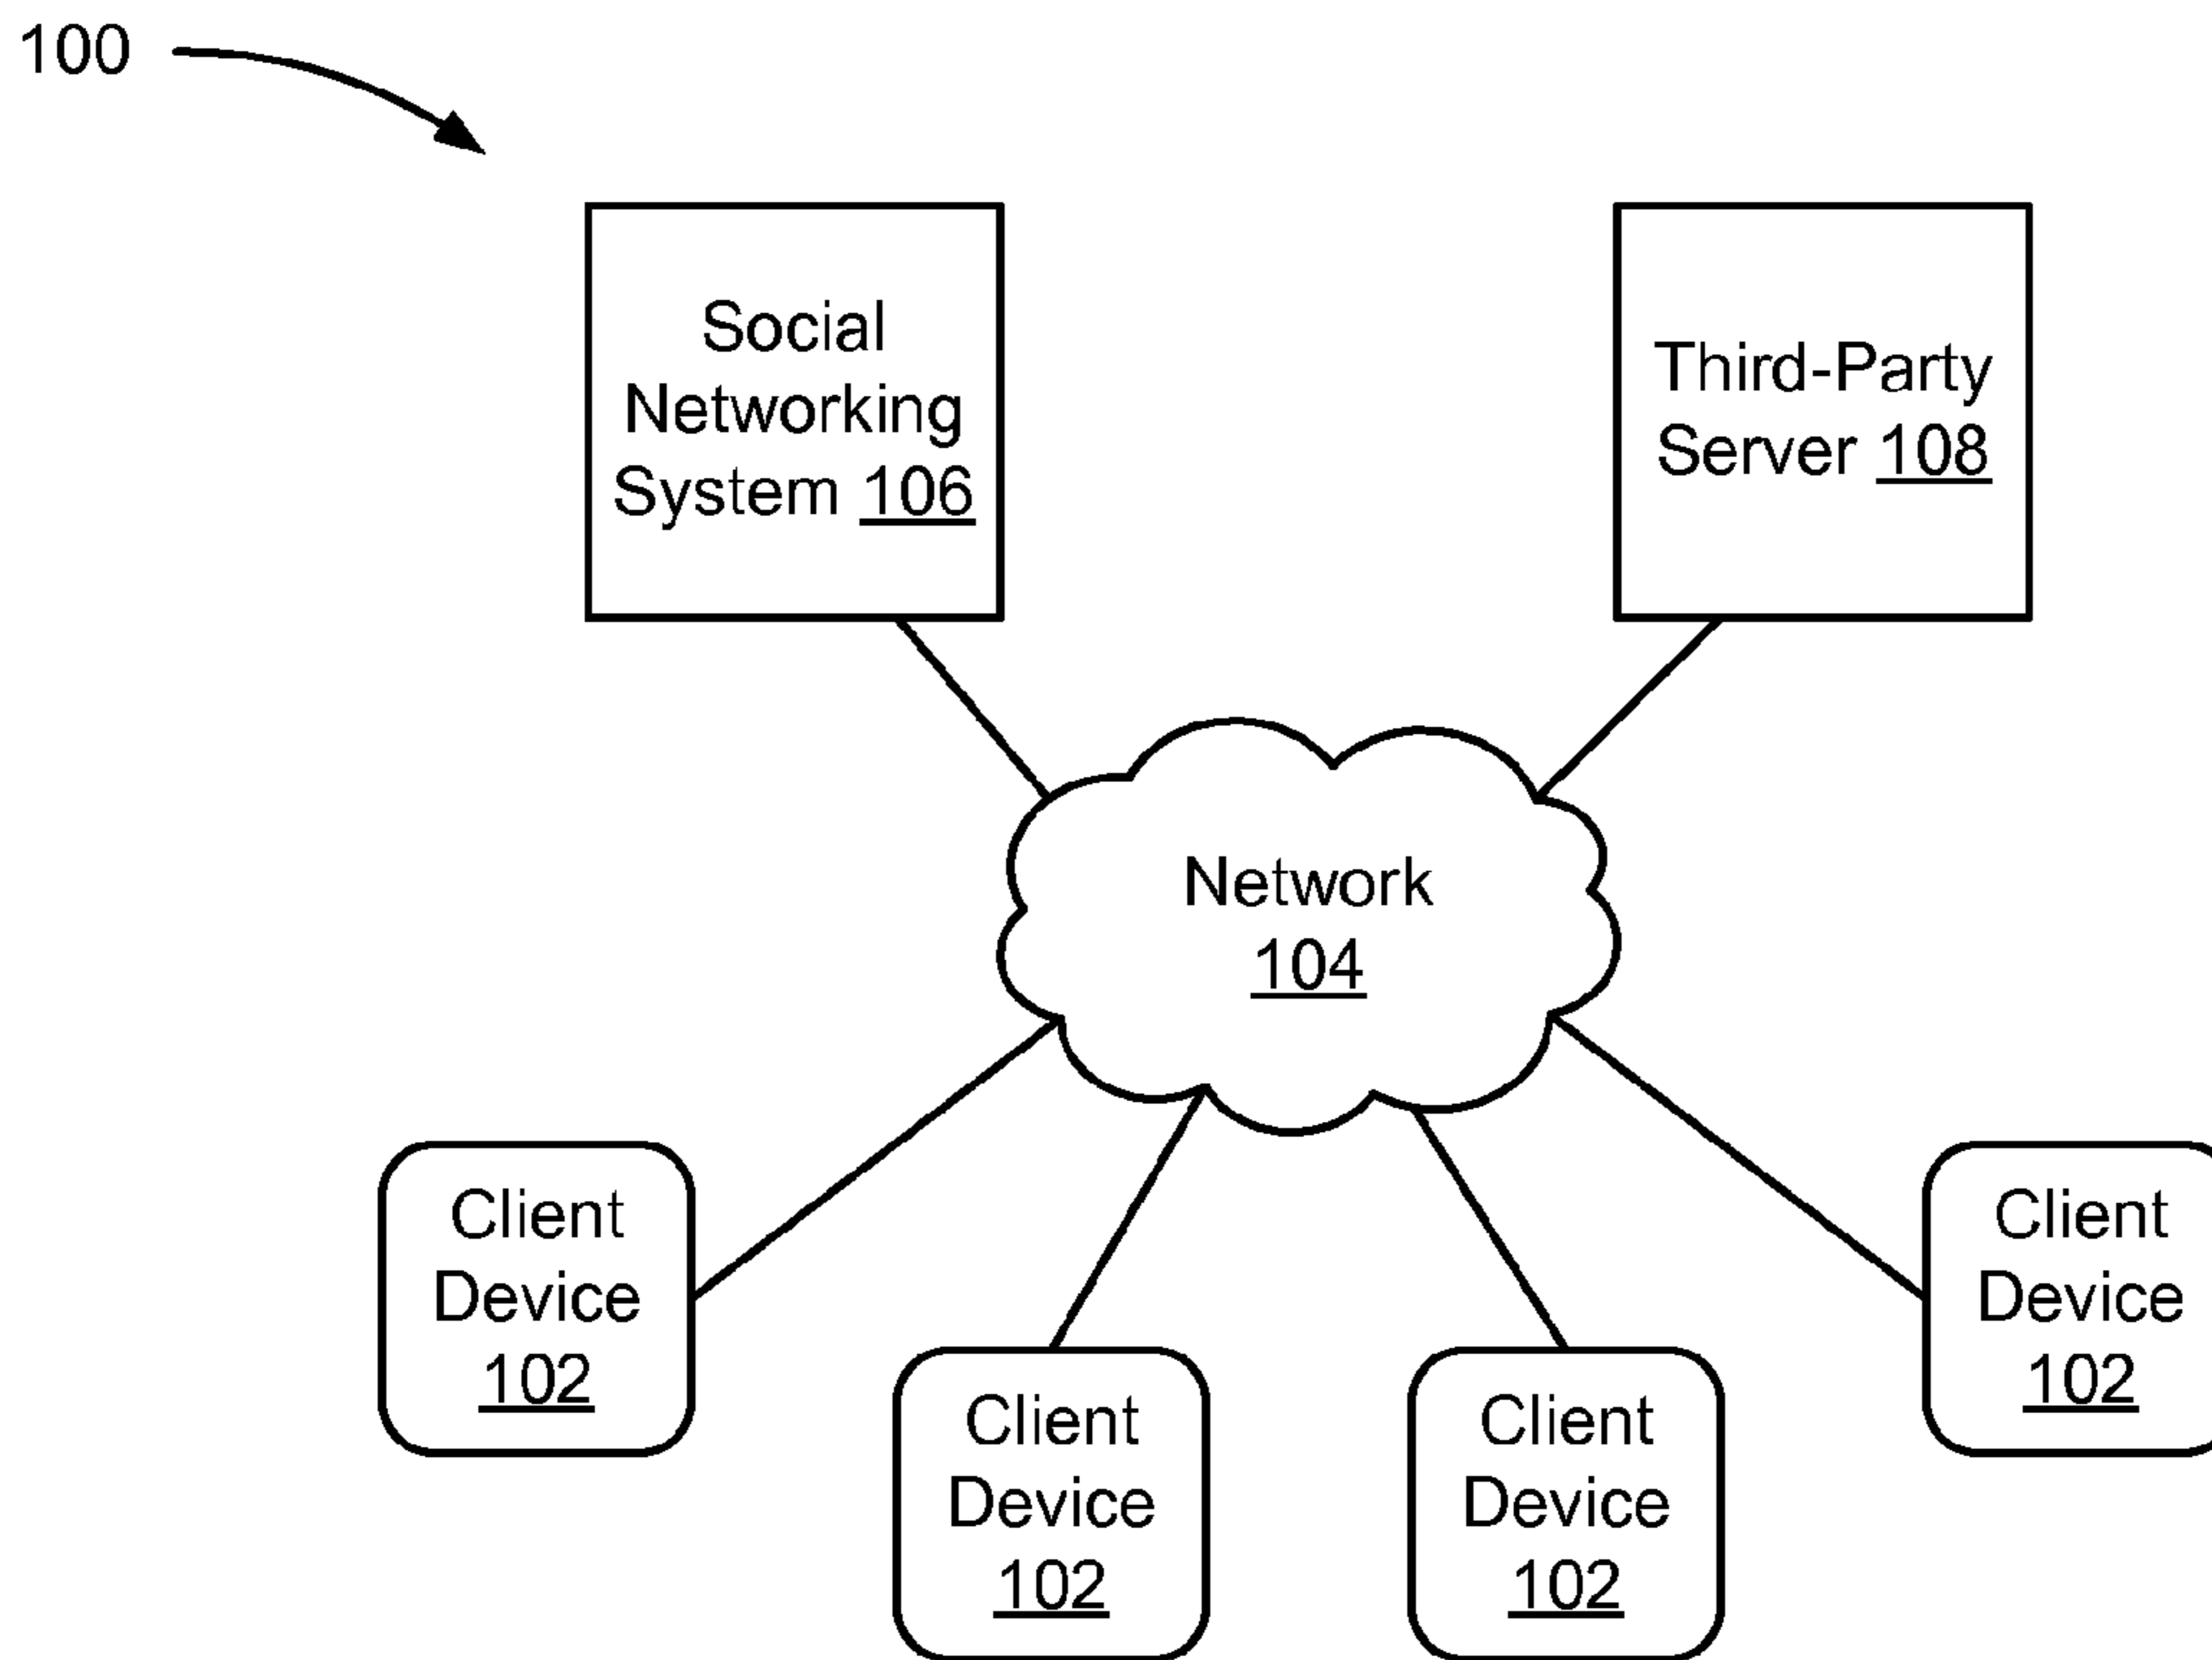 100
Social
Networking
System 106
Third-Party
Server 108
Network
104
Client
Device
102
Client
Device
102
Client
Device
102
Client
Device
102